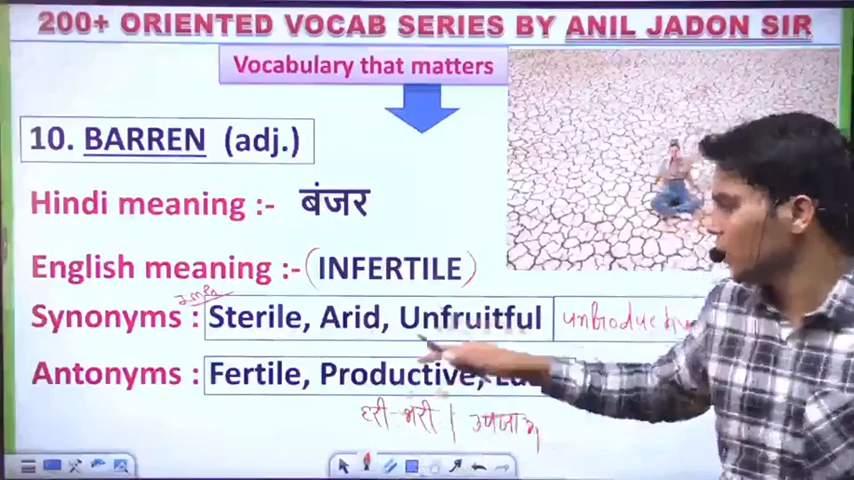 200+ ORIENTED VOCAB SERIES BY ANIL JADON SIR
Vocabulary that matters
10. BARREN (adj.)
Hindi meaning :- बंजर
English meaning :- (INFERTILE)
Synonyms : Sterile, Arid, Unfruitful
Antonyms : Fertile, Productive,
हरी-भरी | उपजाऊ